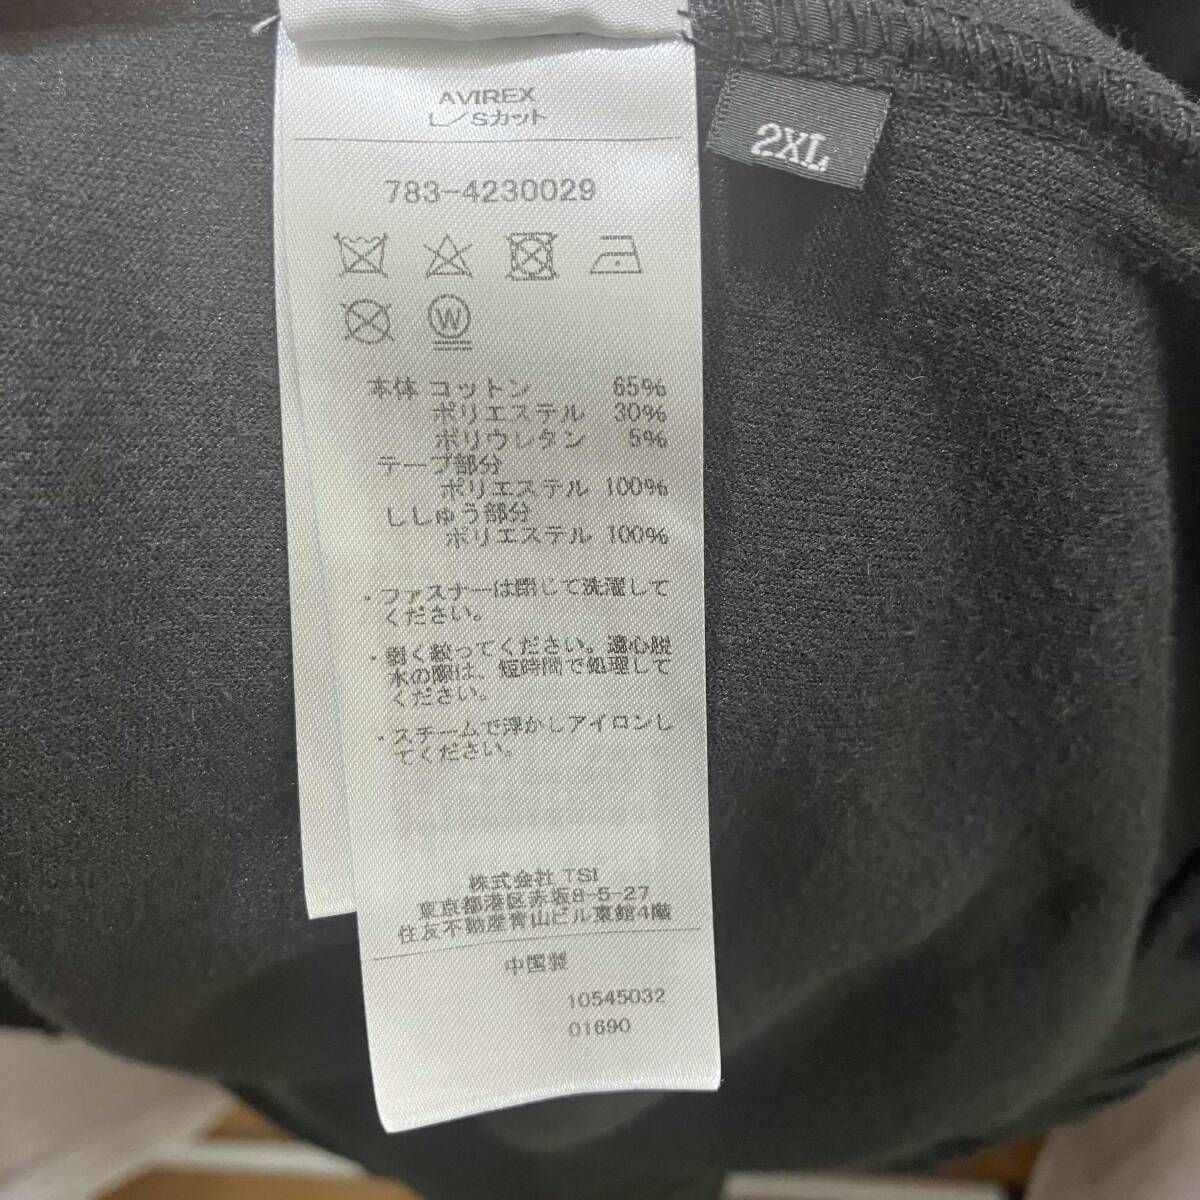 AVIREX
L/Sカット
2XL
783-4230029
W
本体 コットン 65%
ポリエステル 30%
ポリウレタン 5%
テープ部分
ポリエステル 100%
ししゅう部分
ポリエステル 100%
・ファスナーは閉じて洗濯して
ください。
・弱く絞ってください。遠心脱
水の際は、短時間で処理して
ください。
・スチームで浮かしアイロンし
てください。
株式会社 TSI
東京都港区赤坂8-5-27
住友不動産青山ビル東館4階
中国製
10545032
01690